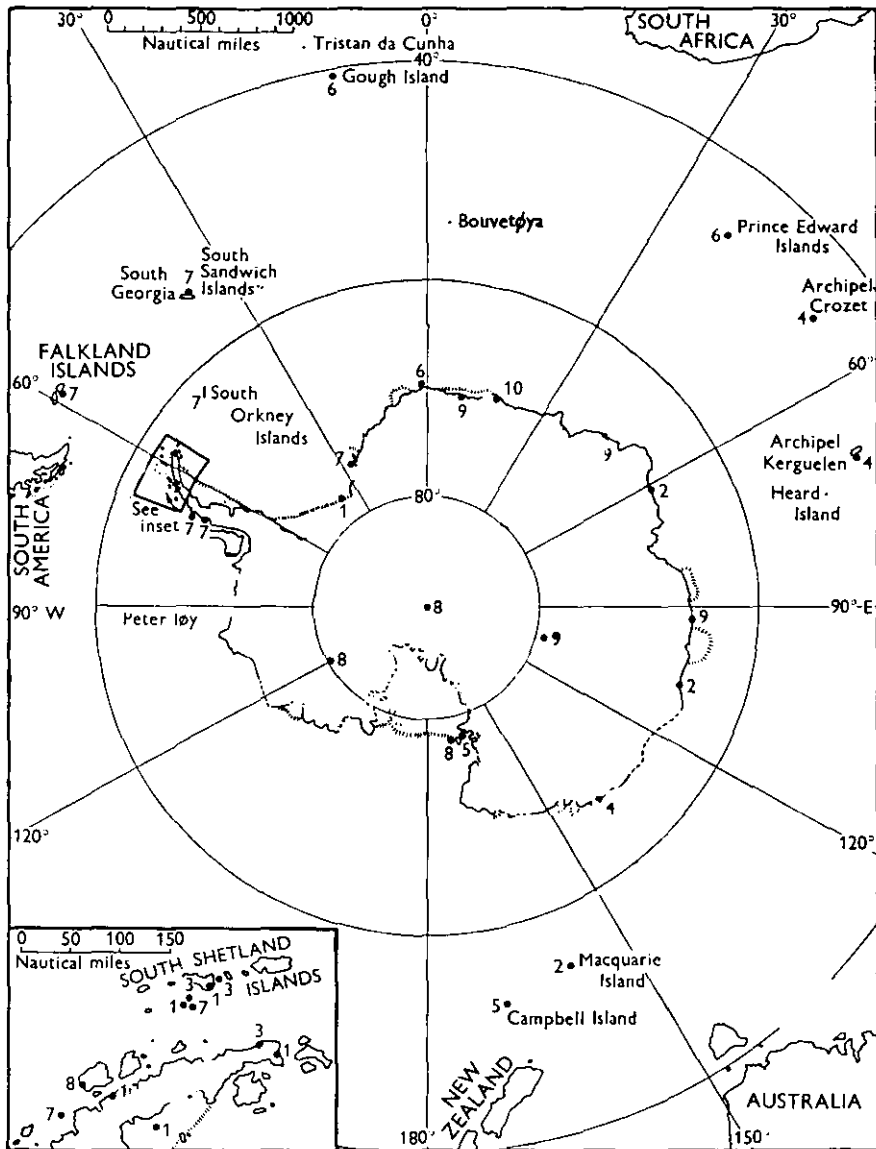 30° 0 500 1000 0° SOUTH 30°
AFRICA
Nautical miles
Tristan da Cunha
40°
Gough Island
6
Bouvetøya
6 Prince Edward
Islands
South
Sandwich
Islands
South 7
Georgia
Archipel
Crozet
4
FALKLAND
ISLANDS
7
60°
60°
South
Orkney
Islands
7
6
9
10
9
Archipel
Kerguelen 4
Heard
Island
7
1
80°
2
See
inset
7 7
SOUTH
AMERICA
90° W
Peter Iøy
8
9
9
90° E
8
2
8 5
4
120°
120°
2 Macquarie
Island
5
Campbell Island
NEW
ZEALAND
AUSTRALIA
180°
150°
0 50 100 150
Nautical miles
SOUTH SHETLAND
ISLANDS
3
3
1
1 7
3
1
8
7
1